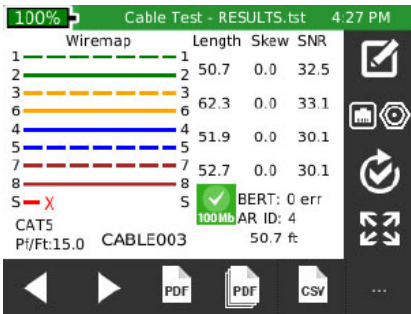 100% Cable Test - RESULTS.tst 4:27 PM
Wiremap Length Skew SNR
1 1
2 2 50.7 0.0 32.5
3 3
6 6 62.3 0.0 33.1
4 4
5 5 51.9 0.0 30.1
7 7
8 8 52.7 0.0 30.1
S X S BERT: 0 err
100Mb AR ID: 4
CAT5 50.7 ft
Pf/Ft:15.0 CABLE003
PDF PDF CSV ...